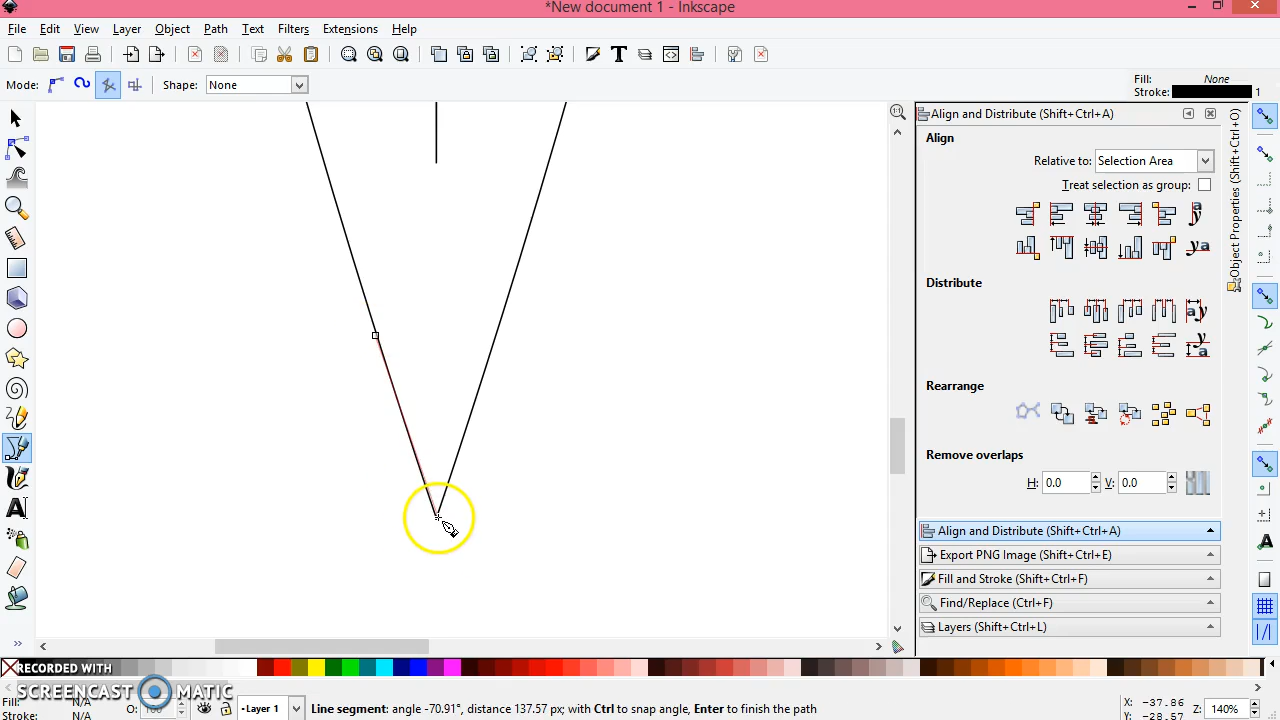 *New document 1 - Inkscape
File Edit View Layer Object Path Text Filters Extensions Help
Mode: Shape: None
Fill: None
Stroke: 1
Align and Distribute (Shift+Ctrl+A)
Object Properties (Shift+Ctrl+O)
Align
Relative to: Selection Area
Treat selection as group:
Distribute
Rearrange
Remove overlaps
H: 0.0 V: 0.0
Align and Distribute (Shift+Ctrl+A)
Export PNG Image (Shift+Ctrl+E)
Fill and Stroke (Shift+Ctrl+F)
Find/Replace (Ctrl+F)
Layers (Shift+Ctrl+L)
RECORDED WITH
SCREENCAST MATIC
Fill: N/A
Stroke: N/A
O: 100
Layer 1
Line segment: angle -70.91°, distance 137.57 px; with Ctrl to snap angle, Enter to finish the path
X: -37.86
Y: -28.57
Z: 140%